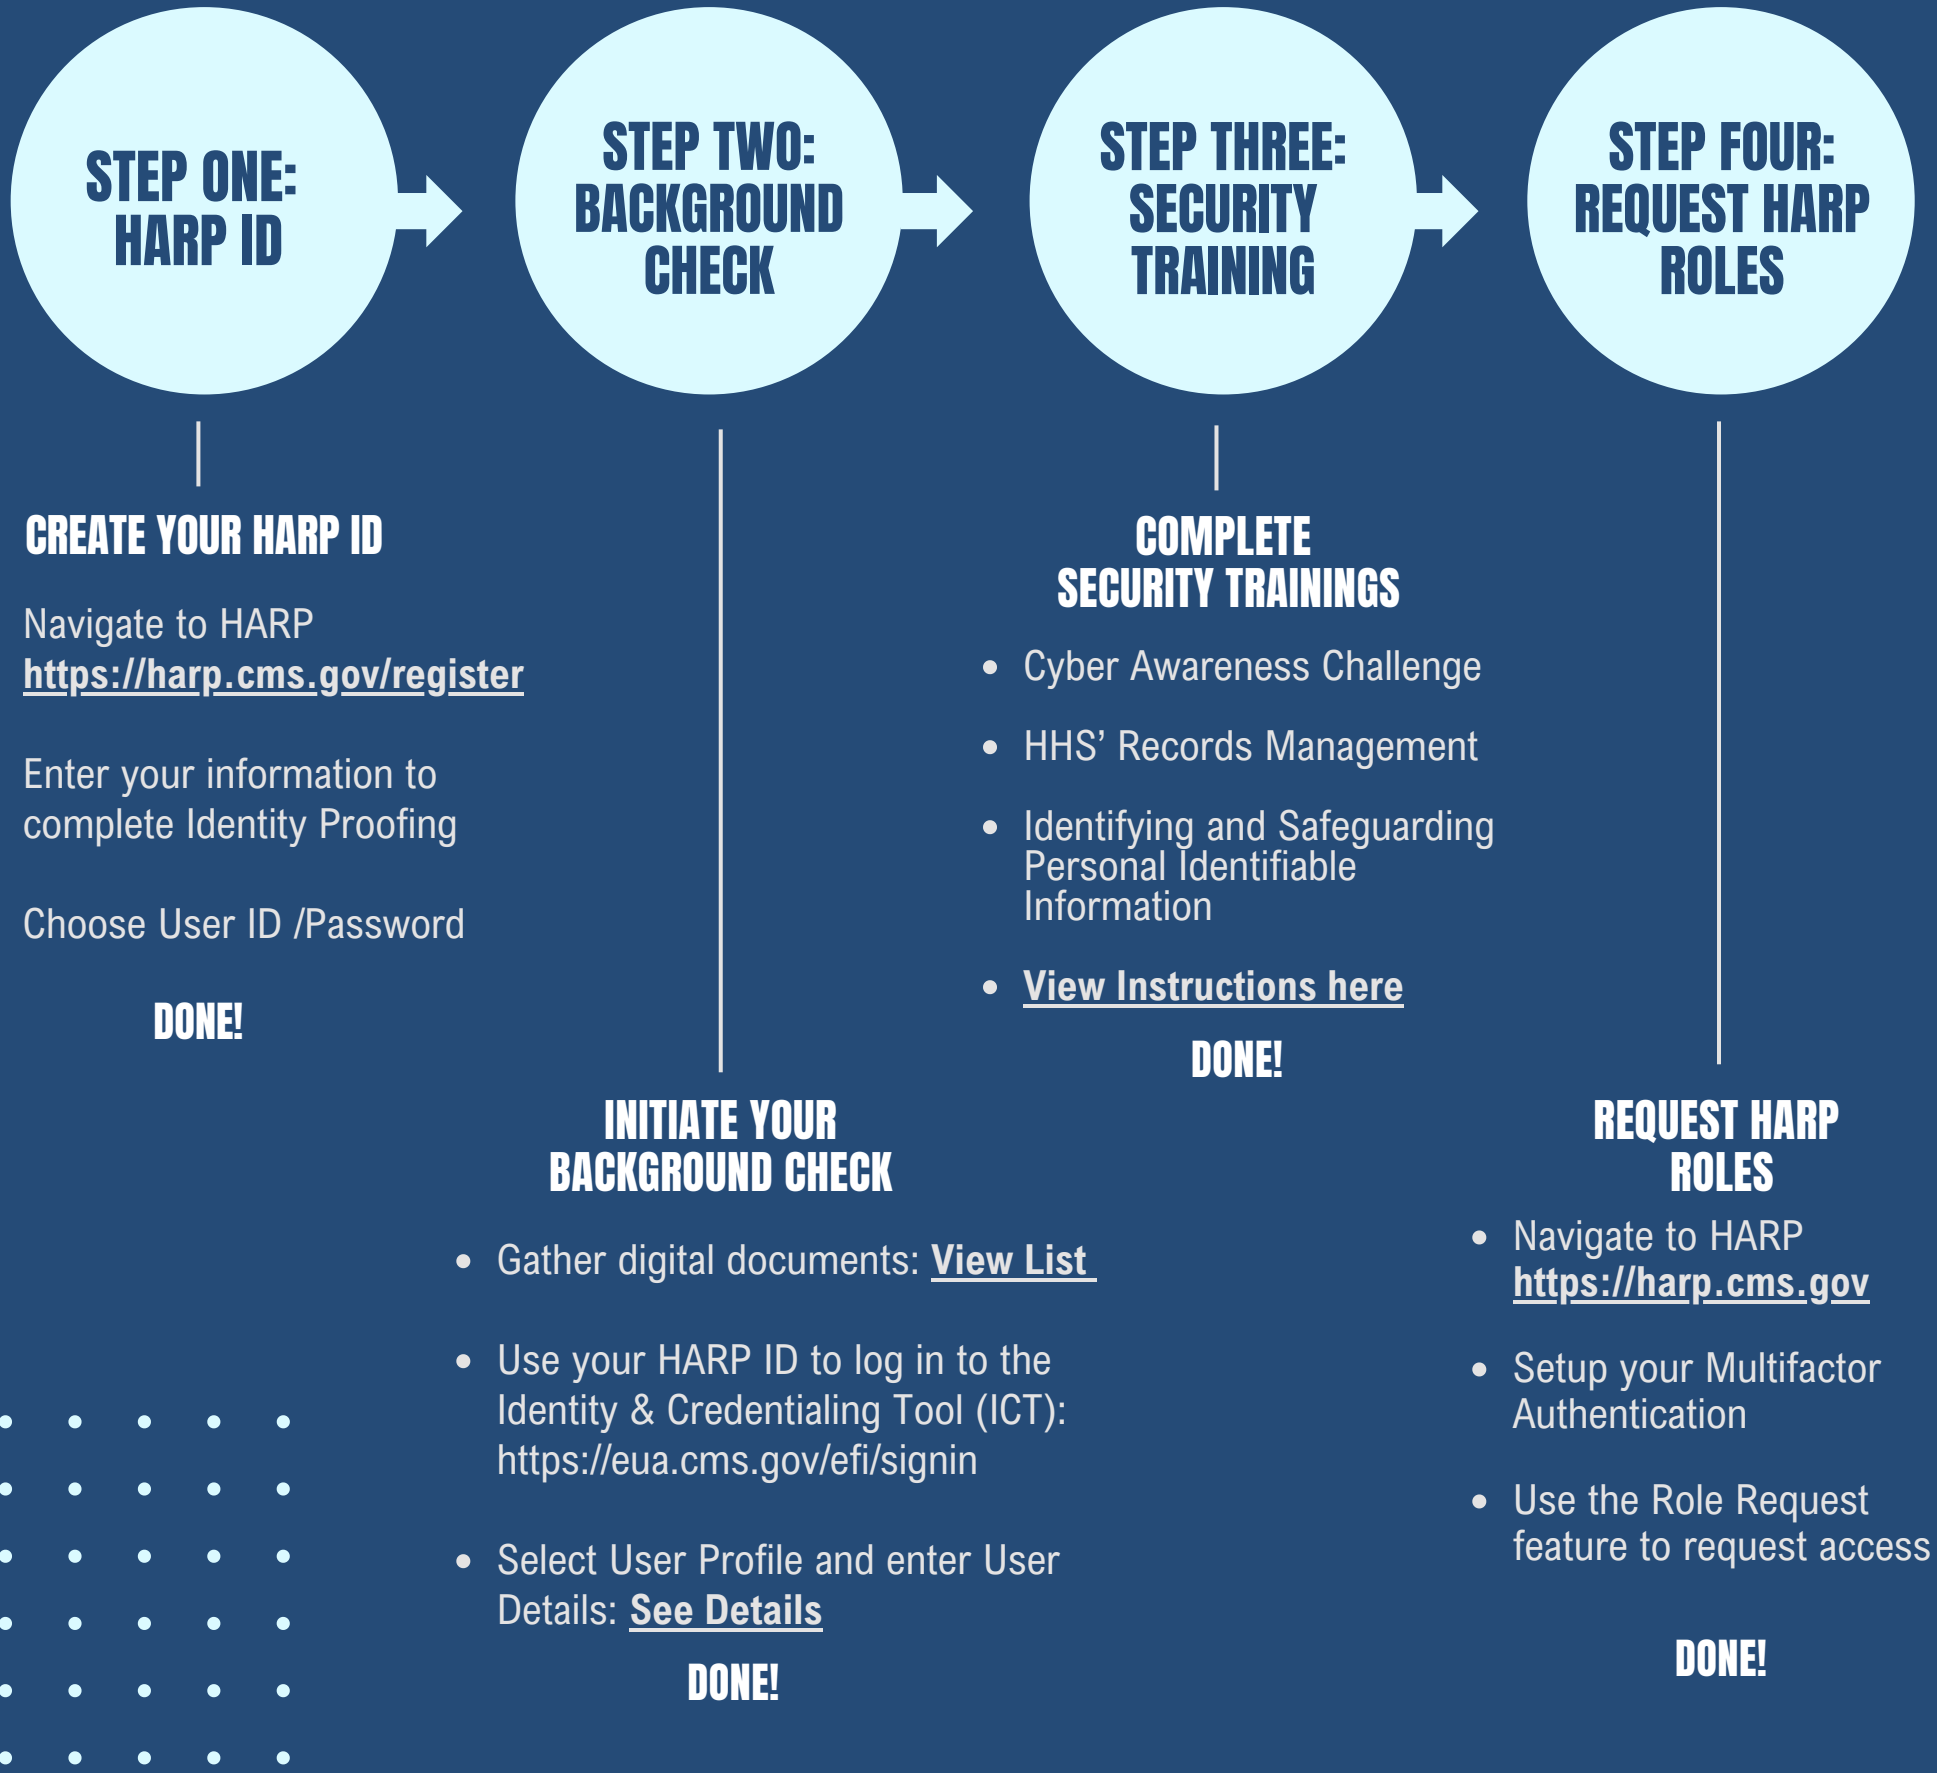 STEP ONE:
HARP ID
STEP TWO:
BACKGROUND
CHECK
STEP THREE:
SECURITY
TRAINING
STEP FOUR:
REQUEST HARP
ROLES
CREATE YOUR HARP ID
Navigate to HARP
https://harp.cms.gov/register
Enter your information to
complete Identity Proofing
Choose User ID /Password
DONE!
INITIATE YOUR
BACKGROUND CHECK
• Gather digital documents: View List
• Use your HARP ID to log in to the
Identity & Credentialing Tool (ICT):
https://eua.cms.gov/efi/signin
• Select User Profile and enter User
Details: See Details
DONE!
COMPLETE
SECURITY TRAININGS
• Cyber Awareness Challenge
• HHS’ Records Management
• Identifying and Safeguarding
Personal Identifiable
Information
• View Instructions here
DONE!
REQUEST HARP
ROLES
• Navigate to HARP
https://harp.cms.gov
• Setup your Multifactor
Authentication
• Use the Role Request
feature to request access
DONE!